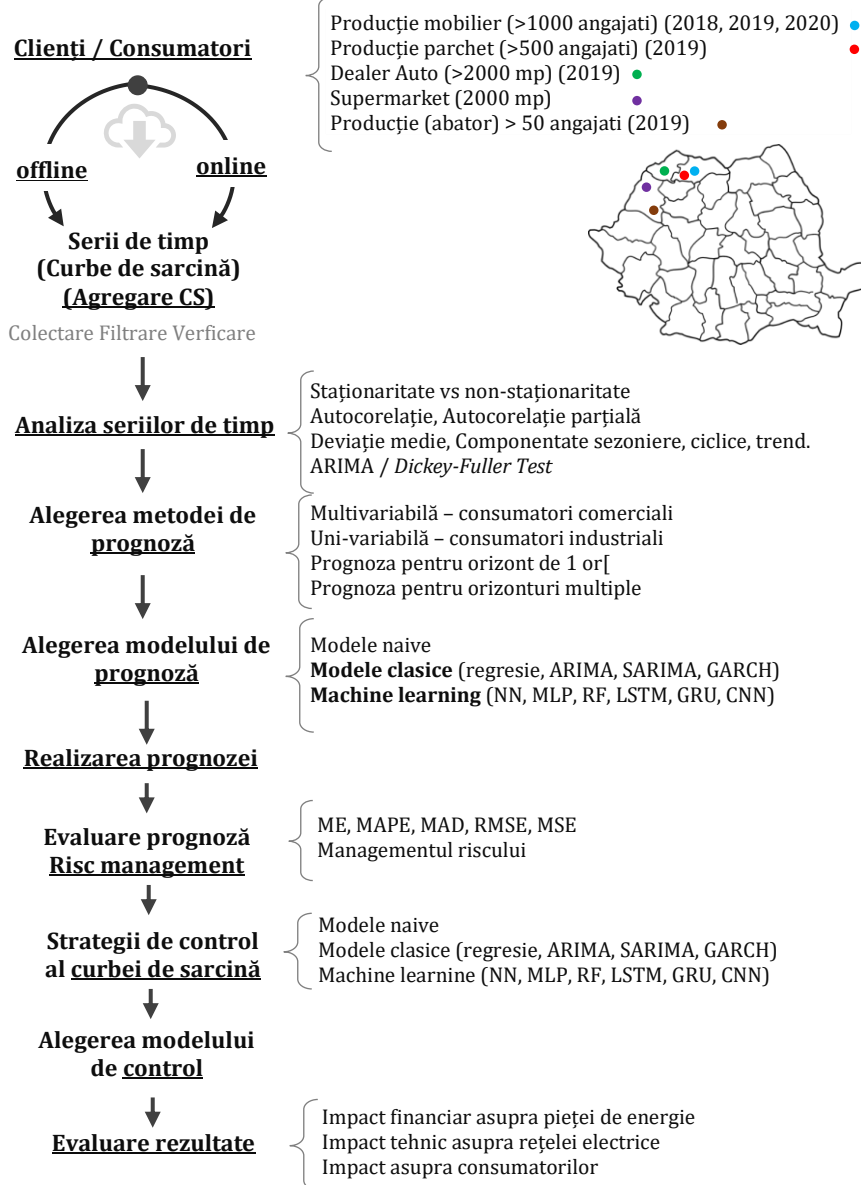 Clienți / Consumatori
Producție mobilier (>1000 angajati) (2018, 2019, 2020)
Producție parchet (>500 angajati) (2019)
Dealer Auto (>2000 mp) (2019)
Supermarket (2000 mp)
Producție (abator) > 50 angajati (2019)
offline
online
Serii de timp
(Curbe de sarcină)
(Agregare CS)
Colectare Filtrare Verficare
Analiza seriilor de timp
Staționaritate vs non-staționaritate
Autocorelație, Autocorelație parțială
Deviație medie, Componentate sezoniere, ciclice, trend.
ARIMA / Dickey-Fuller Test
Alegerea metodei de
prognoză
Multivariabilă – consumatori comerciali
Uni-variabilă – consumatori industriali
Prognoza pentru orizont de 1 or[
Prognoza pentru orizonturi multiple
Alegerea modelului de
prognoză
Modele naive
Modele clasice (regresie, ARIMA, SARIMA, GARCH)
Machine learning (NN, MLP, RF, LSTM, GRU, CNN)
Realizarea prognozei
Evaluare prognoză
Risc management
ME, MAPE, MAD, RMSE, MSE
Managementul riscului
Strategii de control
al curbei de sarcină
Modele naive
Modele clasice (regresie, ARIMA, SARIMA, GARCH)
Machine learnine (NN, MLP, RF, LSTM, GRU, CNN)
Alegerea modelului
de control
Evaluare rezultate
Impact financiar asupra pieței de energie
Impact tehnic asupra rețelei electrice
Impact asupra consumatorilor